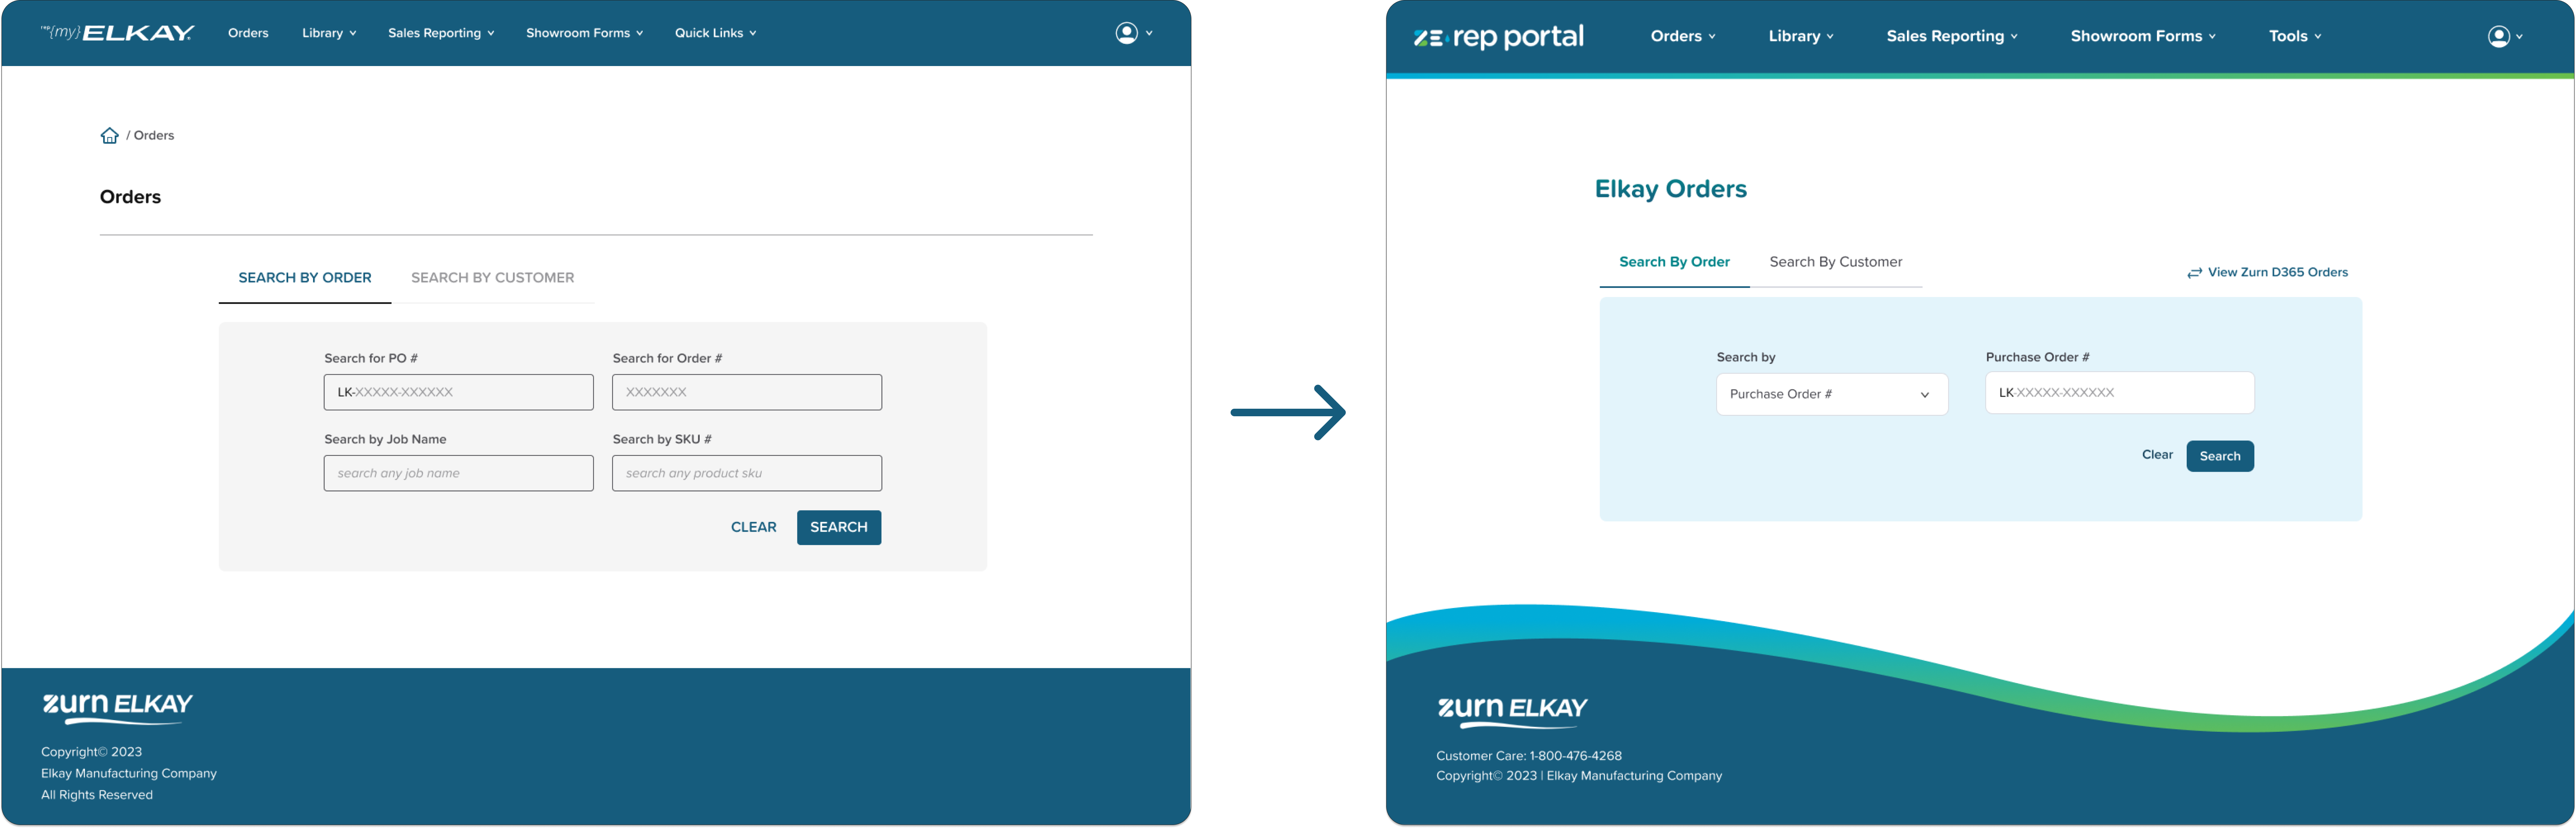 rep {my} ELKAY Orders Library Sales Reporting Showroom Forms Quick Links
/ Orders
Orders
SEARCH BY ORDER SEARCH BY CUSTOMER
Search for PO # Search for Order #
LK-XXXXX-XXXXXX XXXXXXX
Search by Job Name Search by SKU #
search any job name search any product sku
CLEAR SEARCH
zurn ELKAY
Copyright© 2023
Elkay Manufacturing Company
All Rights Reserved
ze rep portal Orders Library Sales Reporting Showroom Forms Tools
Elkay Orders
Search By Order Search By Customer
View Zurn D365 Orders
Search by Purchase Order #
Purchase Order # LK-XXXXX-XXXXXX
Clear Search
zurn ELKAY
Customer Care: 1-800-476-4268
Copyright© 2023 | Elkay Manufacturing Company